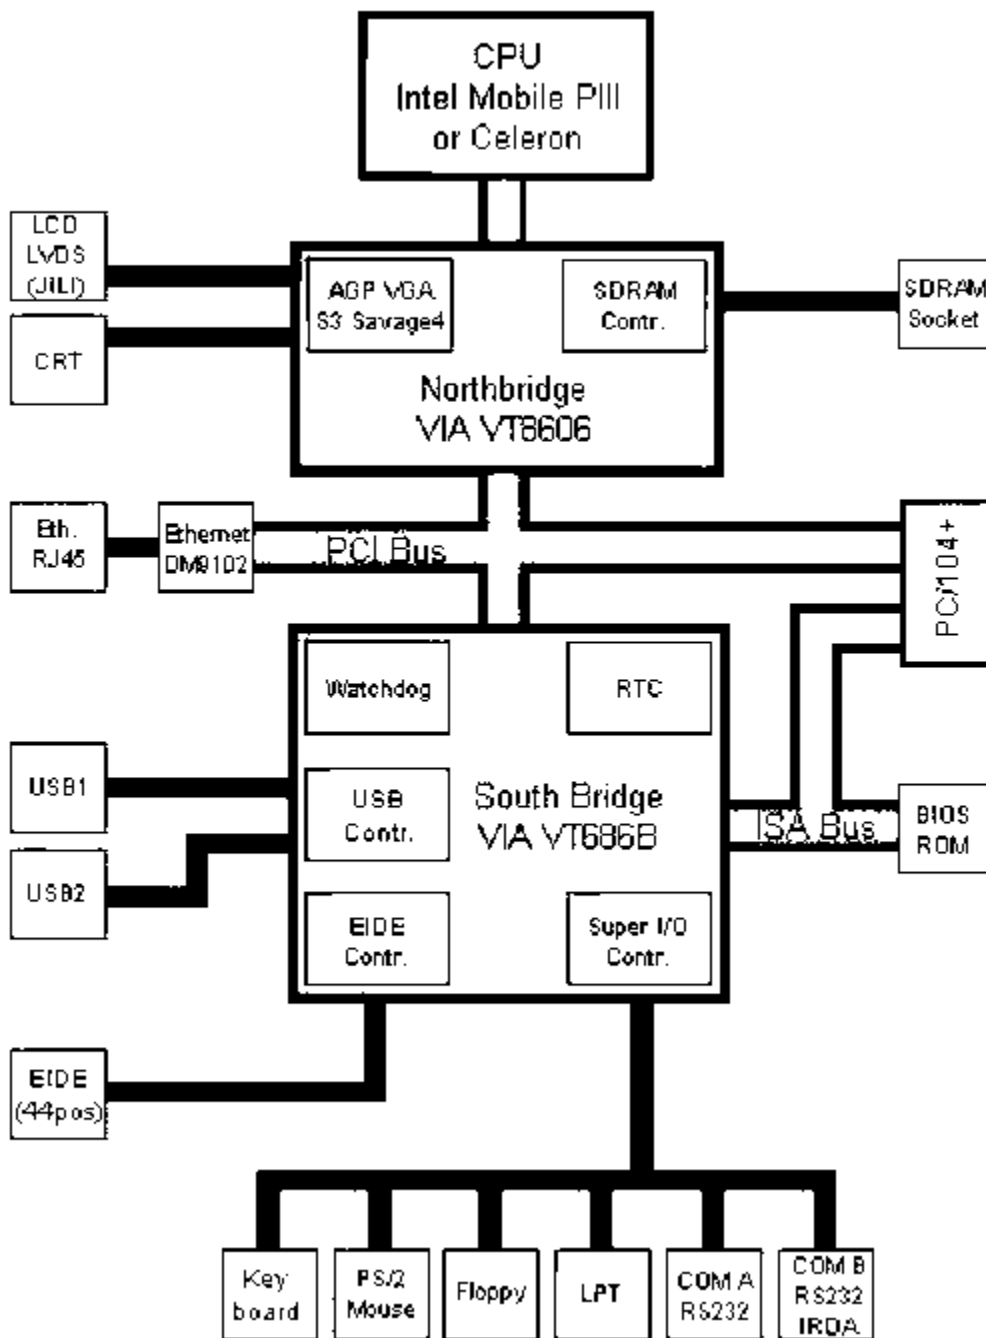 CPU
Intel Mobile PIII
or Celeron
LCD
LVDS
(JILI)
AGP VGA
S3 Savage4
SDRAM
Contr.
SDRAM
Socket
CRT
Northbridge
VIA VT8606
Eth.
RJ45
Ethernet
DM9102
PCI Bus
PC/104+
Watchdog
RTC
USB1
USB
Contr.
South Bridge
VIA VT686B
ISA Bus
BIOS
ROM
USB2
EIDE
Contr.
Super I/O
Contr.
EIDE
(44pos)
Key
board
PS/2
Mouse
Floppy
LPT
COM A
RS232
COM B
RS232
IRDA